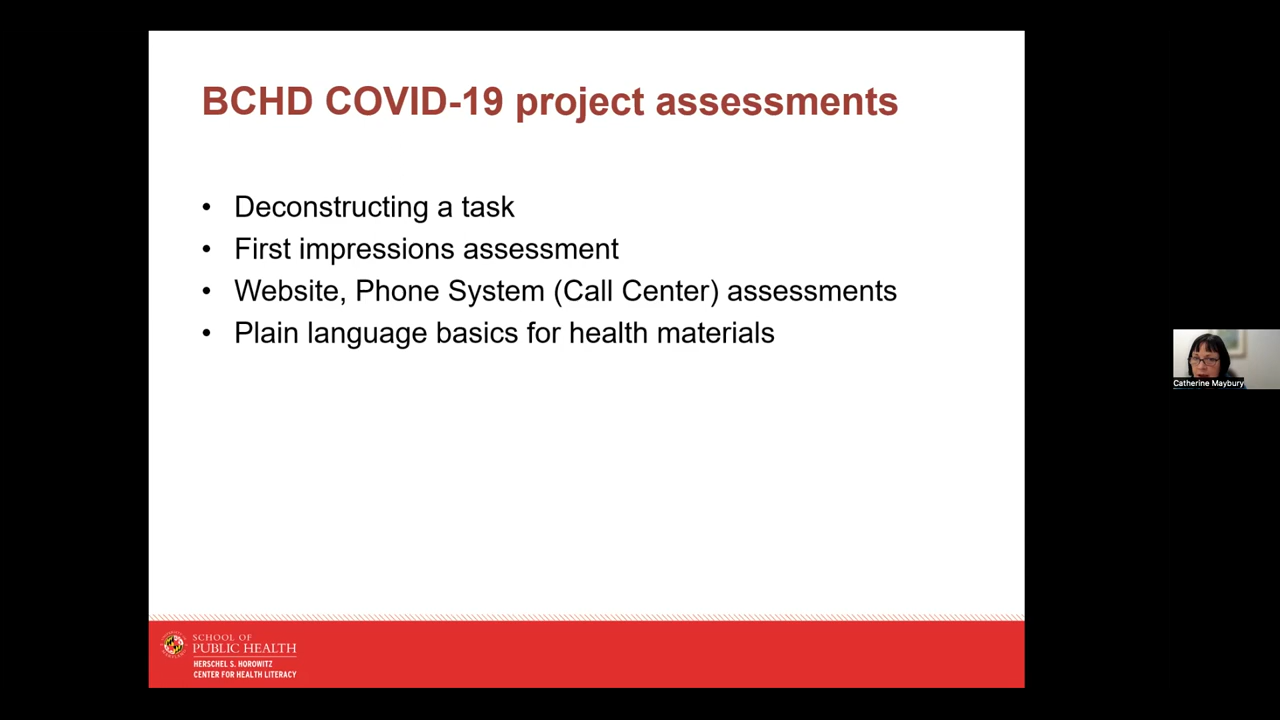 BCHD COVID-19 project assessments
• Deconstructing a task
• First impressions assessment
• Website, Phone System (Call Center) assessments
• Plain language basics for health materials
Catherine Maybury
SCHOOL OF
PUBLIC HEALTH
HERSCHEL S. HOROWITZ
CENTER FOR HEALTH LITERACY